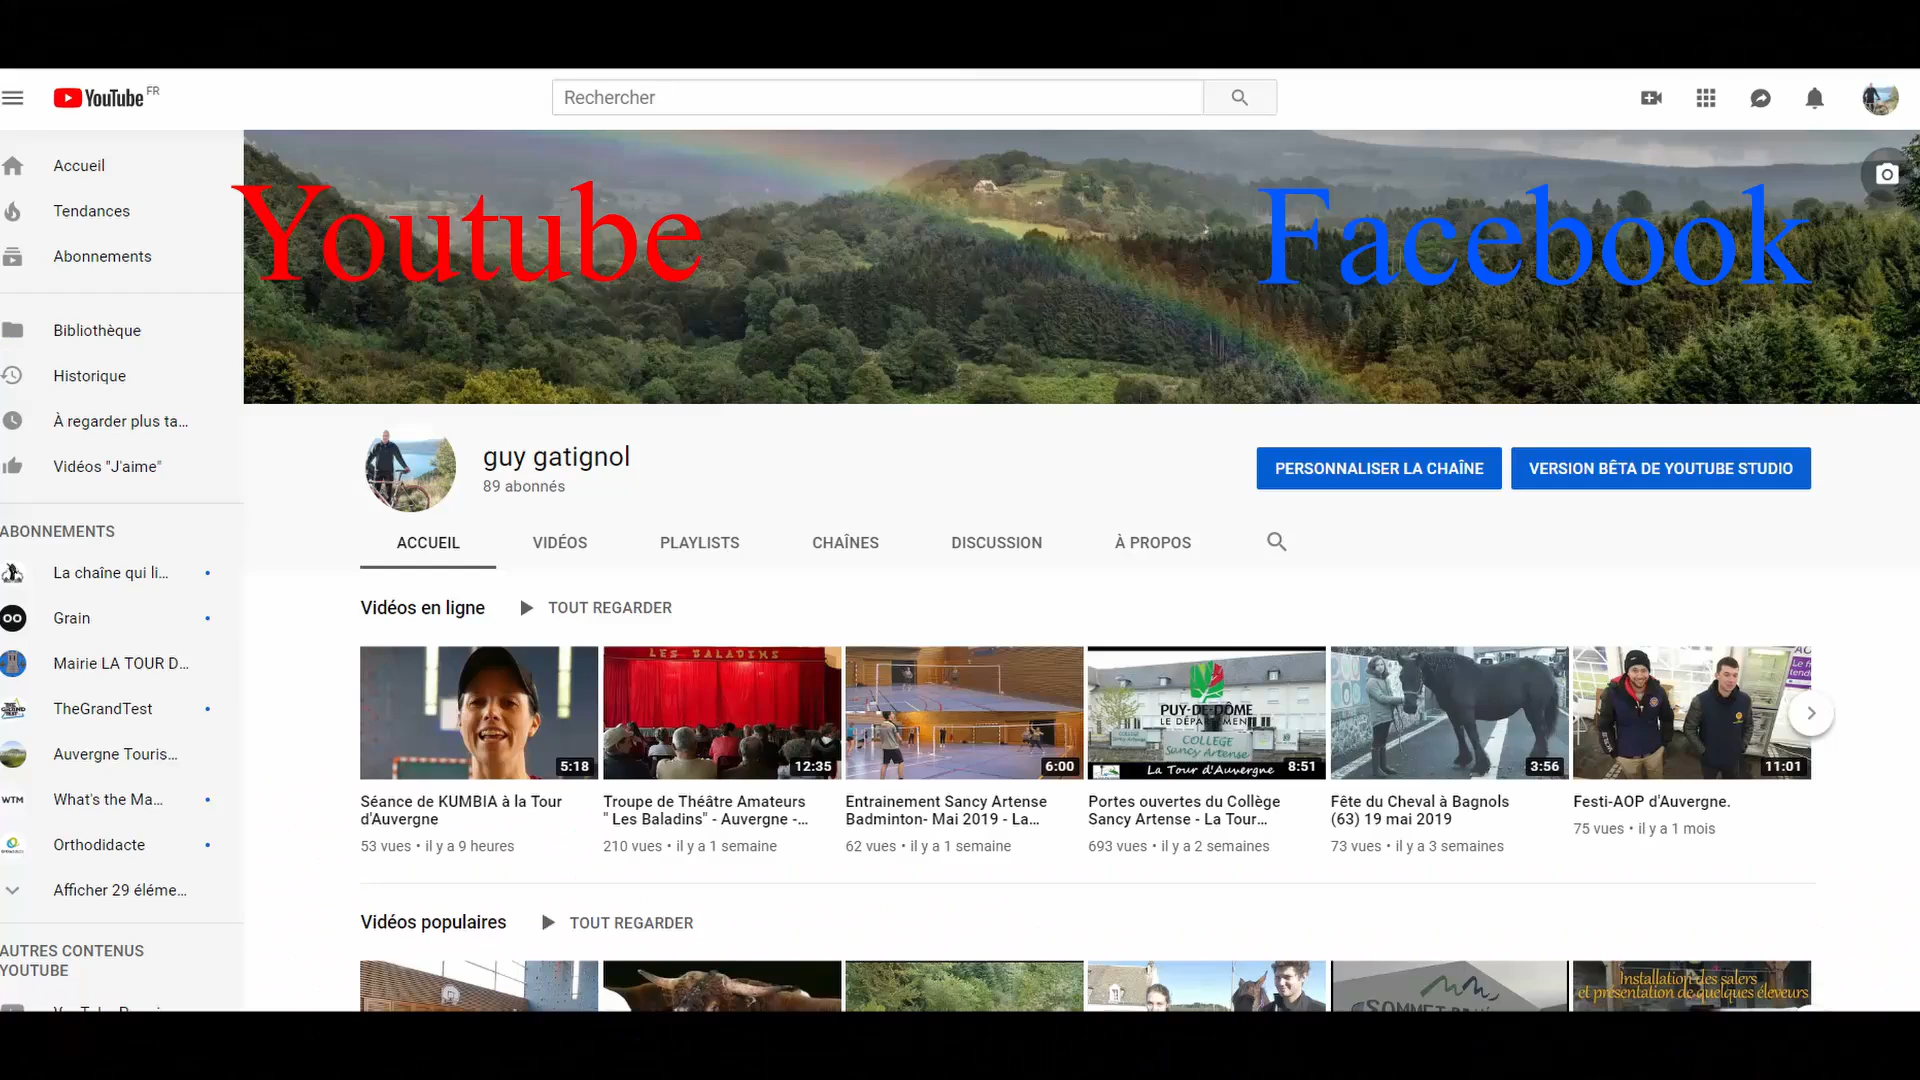 YouTube FR
Rechercher
Accueil
Tendances
Abonnements
Bibliothèque
Historique
À regarder plus ta...
Vidéos "J'aime"
ABONNEMENTS
La chaîne qui li...
Grain
Mairie LA TOUR D...
TheGrandTest
Auvergne Touris...
WTM
What's the Ma...
Orthodidacte
Afficher 29 éléme...
AUTRES CONTENUS
YOUTUBE
Youtube
Facebook
guy gatignol
89 abonnés
PERSONNALISER LA CHAÎNE
VERSION BÊTA DE YOUTUBE STUDIO
ACCUEIL
VIDÉOS
PLAYLISTS
CHAÎNES
DISCUSSION
À PROPOS
Vidéos en ligne
TOUT REGARDER
5:18
Séance de KUMBIA à la Tour
d'Auvergne
53 vues • il y a 9 heures
LES BALADINS
12:35
Troupe de Théâtre Amateurs
" Les Baladins" - Auvergne -...
210 vues • il y a 1 semaine
6:00
Entrainement Sancy Artense
Badminton- Mai 2019 - La...
62 vues • il y a 1 semaine
PUY-DE-DÔME
LE DÉPARTEMENT
COLLEGE
Sancy Artense
La Tour d'Auvergne
8:51
Portes ouvertes du Collège
Sancy Artense - La Tour...
693 vues • il y a 2 semaines
3:56
Fête du Cheval à Bagnols
(63) 19 mai 2019
73 vues • il y a 3 semaines
11:01
Festi-AOP d'Auvergne.
75 vues • il y a 1 mois
Vidéos populaires
TOUT REGARDER
Installation des salers
et présentation de quelques éleveurs